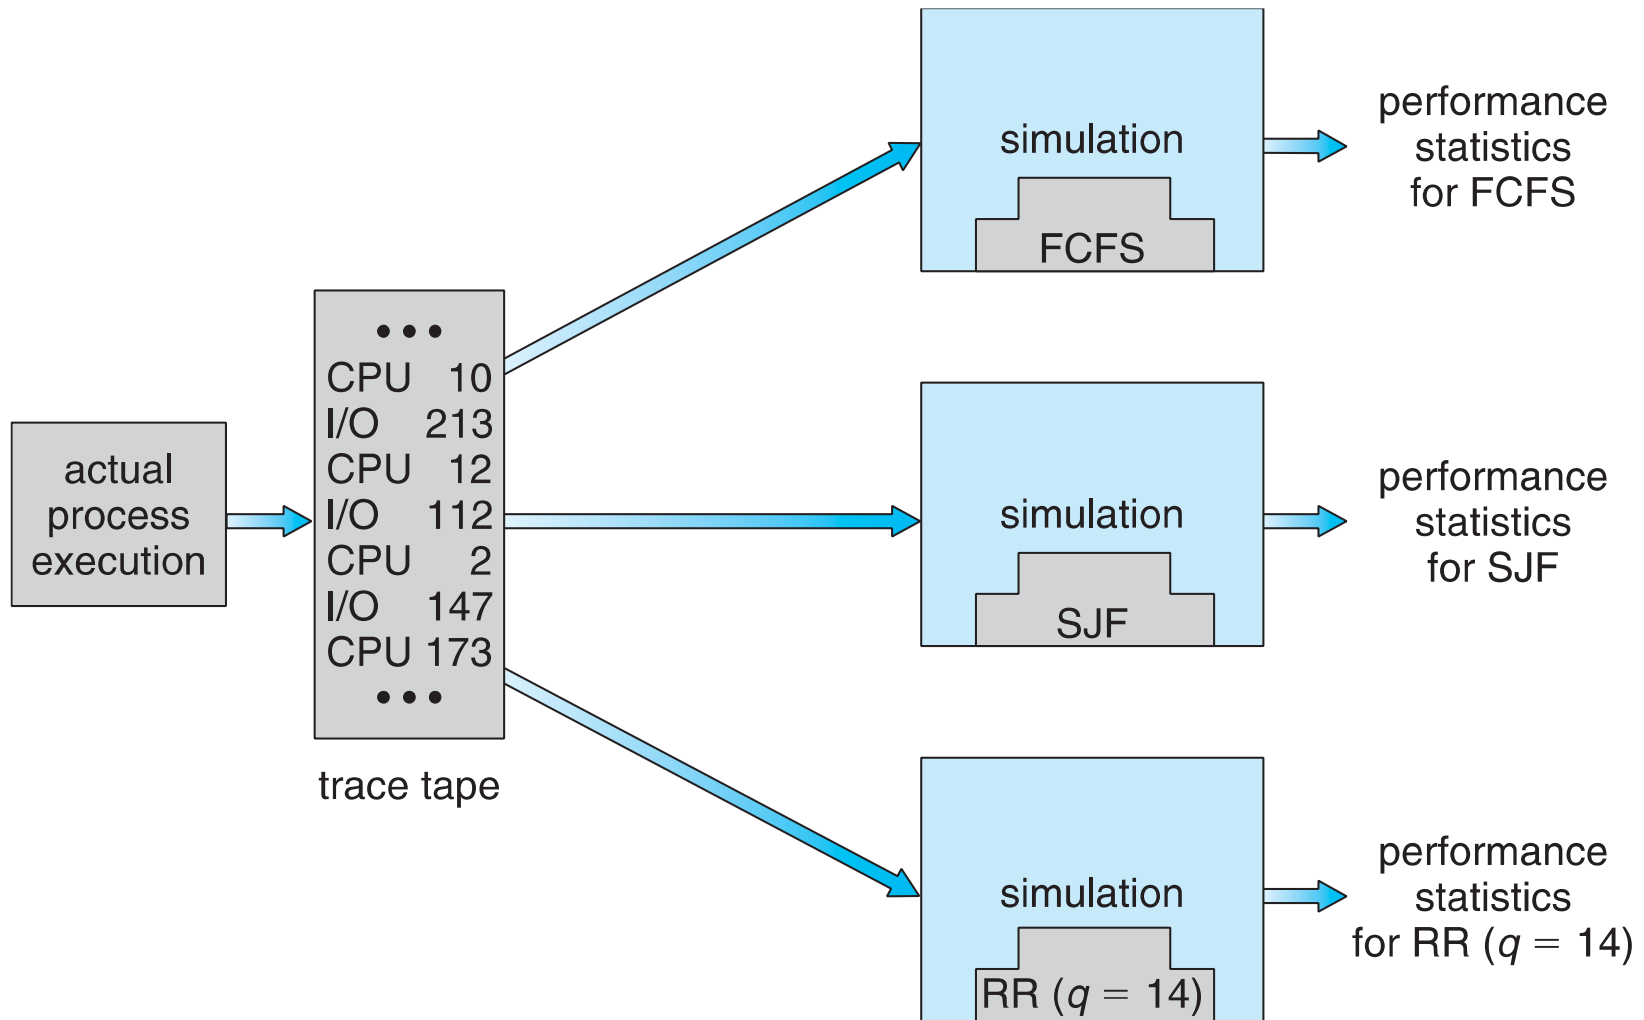 actual
process
execution
• • •
CPU 10
I/O 213
CPU 12
I/O 112
CPU 2
I/O 147
CPU 173
• • •
trace tape
simulation
FCFS
performance
statistics
for FCFS
simulation
SJF
performance
statistics
for SJF
simulation
RR (q = 14)
performance
statistics
for RR (q = 14)